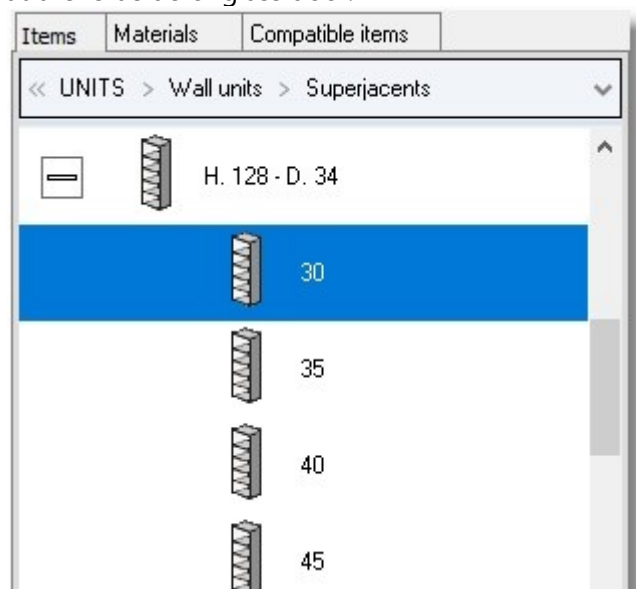 Items Materials Compatible items
« UNITS > Wall units > Superjacents
H. 128 - D. 34
30
35
40
45